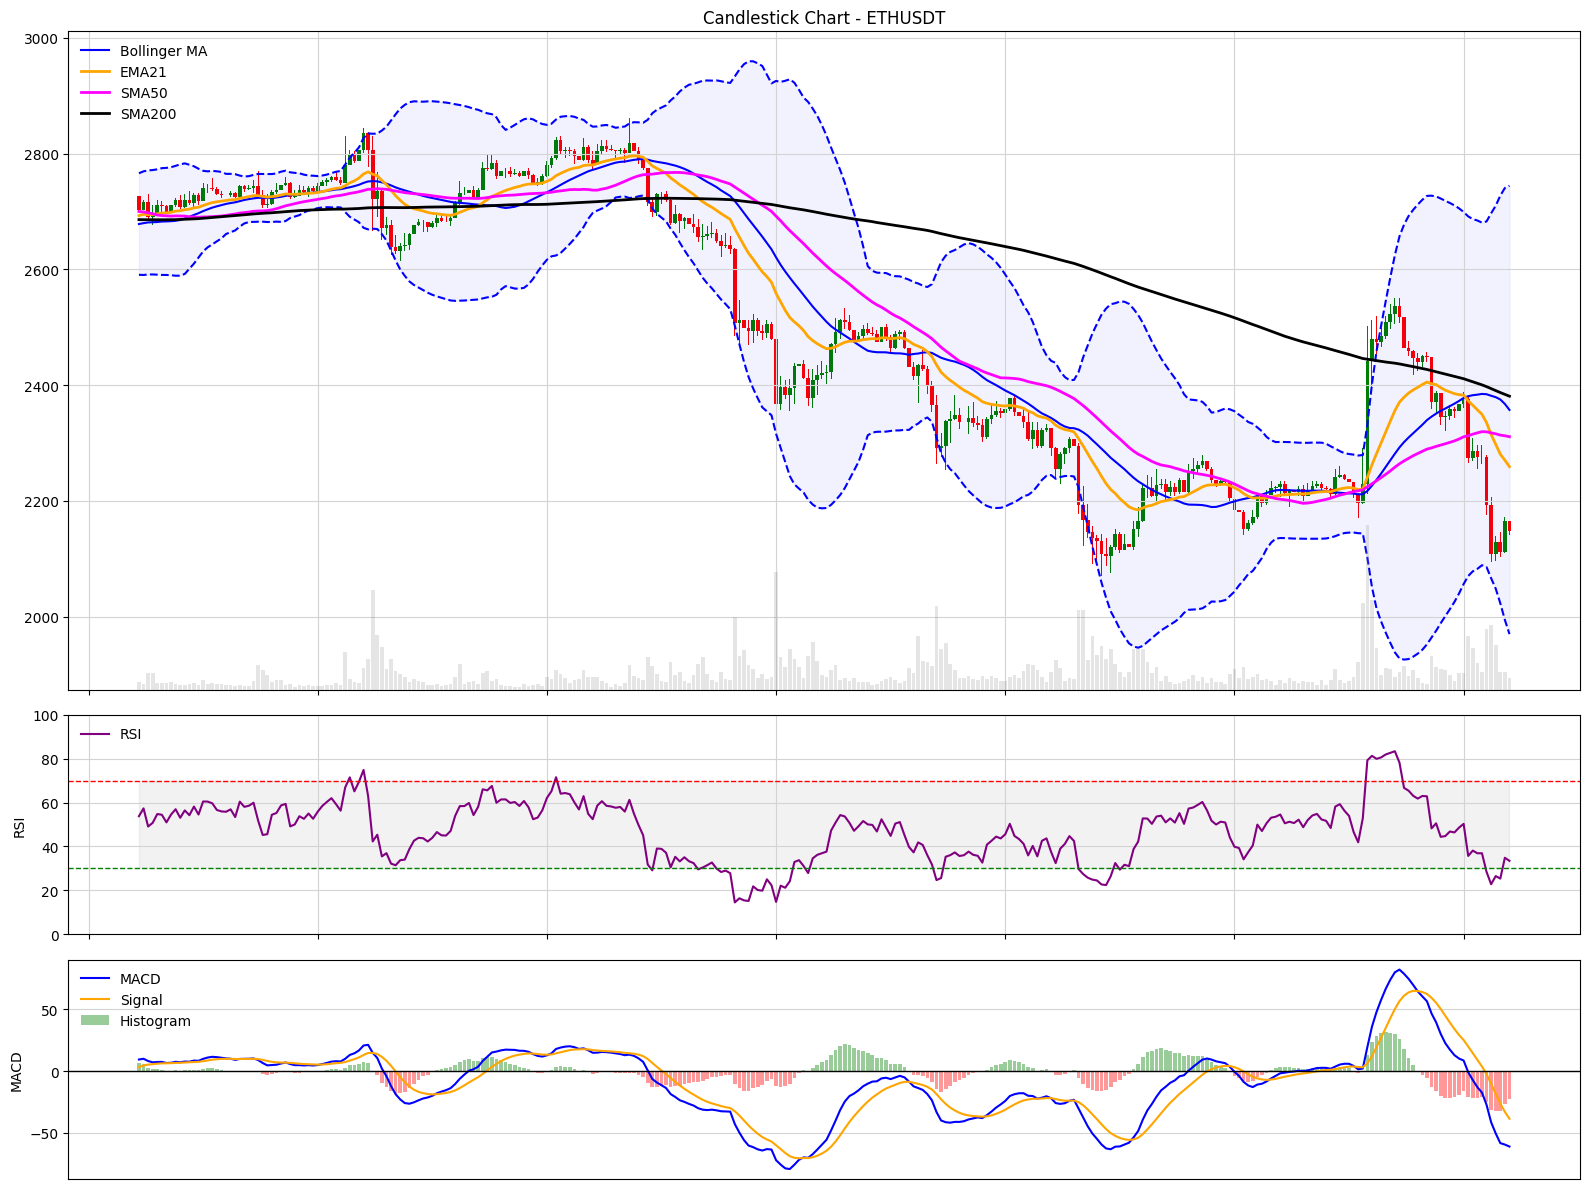 Candlestick Chart - ETHUSDT
Bollinger MA
EMA21
SMA50
SMA200
3000
2800
2600
2400
2200
2000
RSI
RSI
100
80
60
40
20
0
MACD
MACD
Signal
Histogram
50
0
−50